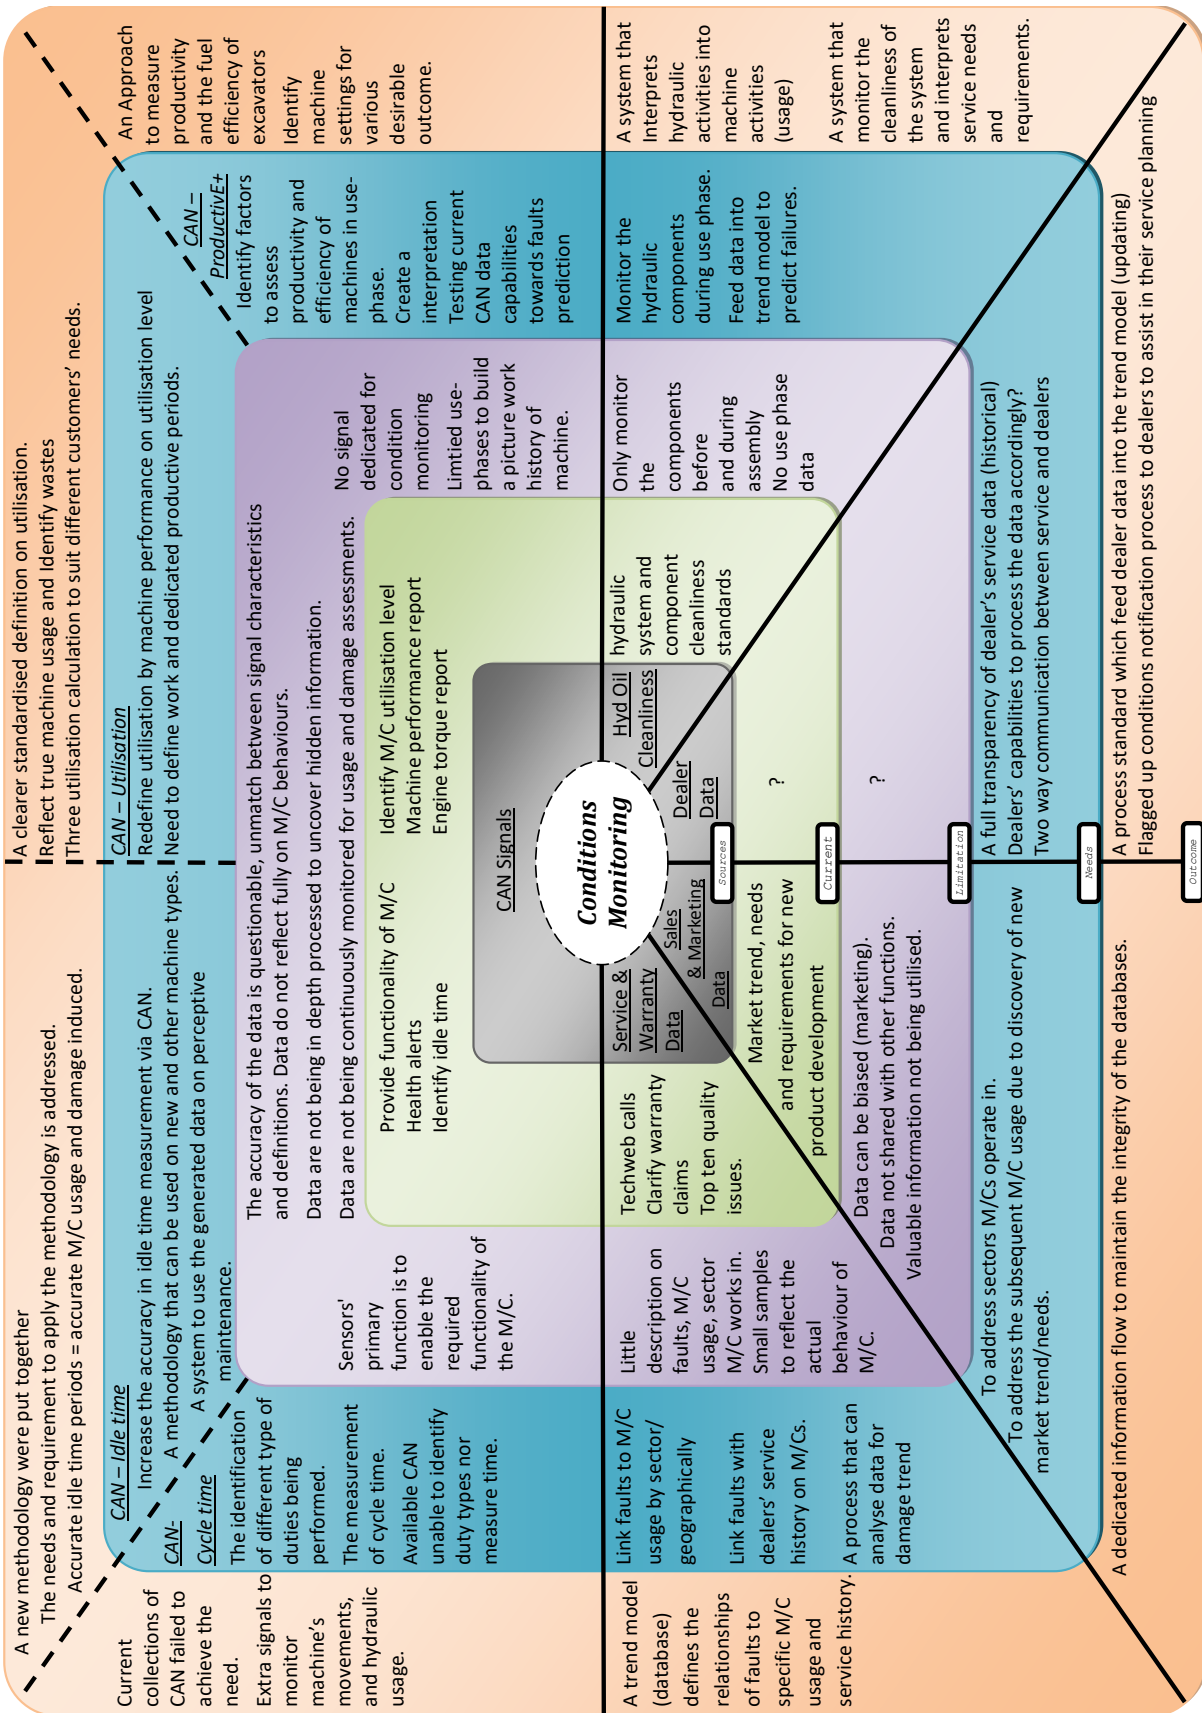 A new methodology were put together
The needs and requirement to apply the methodology is addressed.
Accurate idle time periods = accurate M/C usage and damage induced.
A clearer standardised definition on utilisation.
Reflect true machine usage and Identify wastes
Three utilisation calculation to suit different customers' needs.
Current
collections of
CAN failed to
achieve the
need.
Extra signals to
monitor
machine's
movements,
and hydraulic
usage.
An Approach
to measure
productivity
and the fuel
efficiency of
excavators
Identify
machine
settings for
various
desirable
outcome.
CAN – Idle time
Increase the accuracy in idle time measurement via CAN.
A methodology that can be used on new and other machine types.
A system to use the generated data on perceptive
maintenance.
CAN – Utilisation
Redefine utilisation by machine performance on utilisation level
Need to define work and dedicated productive periods.
CAN-
Cycle time
The identification
of different type of
duties being
performed.
The measurement
of cycle time.
Available CAN
unable to identify
duty types nor
measure time.
CAN –
ProductivE+
Identify factors
to assess
productivity and
efficiency of
machines in use-
phase.
Create a
interpretation
Testing current
CAN data
capabilities
towards faults
prediction
The accuracy of the data is questionable, unmatch between signal characteristics
and definitions. Data do not reflect fully on M/C behaviours.
Data are not being in depth processed to uncover hidden information.
Data are not being continuously monitored for usage and damage assessments.
Sensors'
primary
function is to
enable the
required
functionality of
the M/C.
No signal
dedicated for
condition
monitoring
Limtied use-
phases to build
a picture work
history of
machine.
Provide functionality of M/C
Health alerts
Identify idle time
Identify M/C utilisation level
Machine performance report
Engine torque report
CAN Signals
Conditions
Monitoring
Service &
Warranty
Data
Sales
& Marketing
Data
Dealer
Data
Hyd Oil
Cleanliness
Sources
Techweb calls
Clarify warranty
claims
Top ten quality
issues.
Market trend, needs
and requirements for new
product development
?
hydraulic
system and
component
cleanliness
standards
Current
Little
description on
faults, M/C
usage, sector
M/C works in.
Small samples
to reflect the
actual
behaviour of
M/C.
Data can be biased (marketing).
Data not shared with other functions.
Valuable information not being utilised.
?
Only monitor
the
components
before
and during
assembly
No use phase
data
Limitation
Link faults to M/C
usage by sector/
geographically
Link faults with
dealers' service
history on M/Cs.
A process that can
analyse data for
damage trend
To address sectors M/Cs operate in.
To address the subsequent M/C usage due to discovery of new
market trend/needs.
A full transparency of dealer's service data (historical)
Dealers' capabilities to process the data accordingly?
Two way communication between service and dealers
Monitor the
hydraulic
components
during use phase.
Feed data into
trend model to
predict failures.
Needs
A trend model
(database)
defines the
relationships
of faults to
specific M/C
usage and
service history.
A dedicated information flow to maintain the integrity of the databases.
A process standard which feed dealer data into the trend model (updating)
Flagged up conditions notification process to dealers to assist in their service planning
A system that
Interprets
hydraulic
activities into
machine
activities
(usage)
A system that
monitor the
cleanliness of
the system
and interprets
service needs
and
requirements.
Outcome